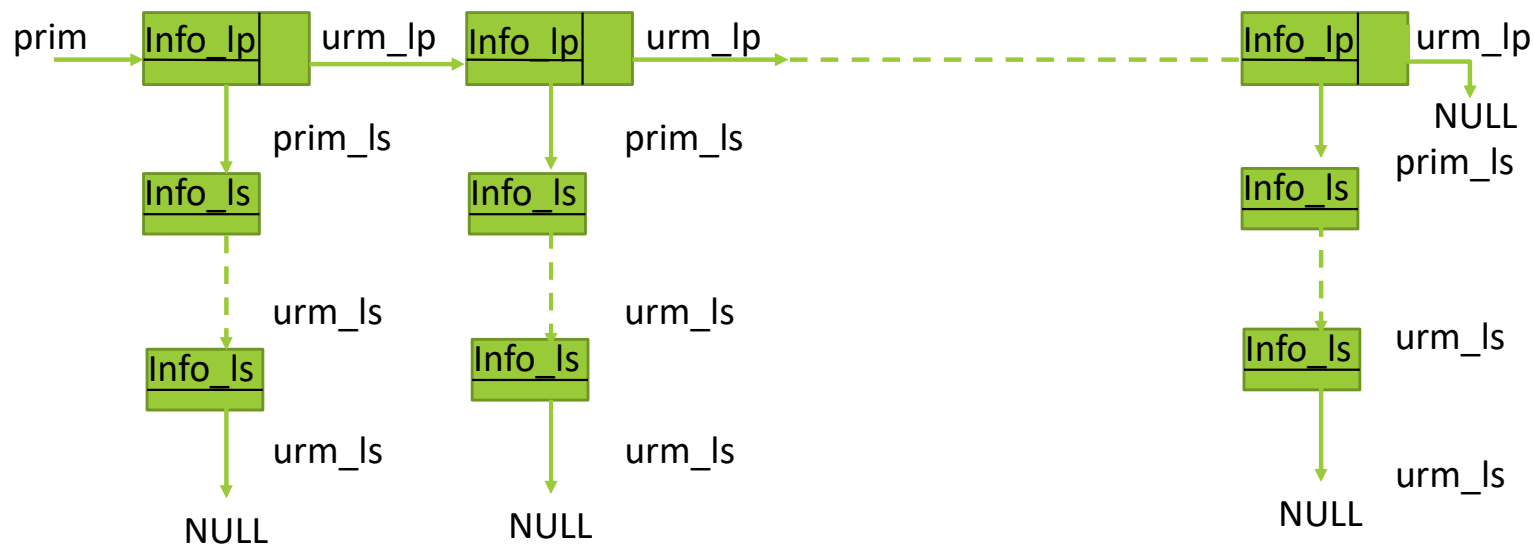 prim Info_lp urm_lp Info_lp urm_lp Info_lp urm_lp
NULL
prim_ls prim_ls prim_ls
Info_ls Info_ls Info_ls
urm_ls urm_ls urm_ls
Info_ls Info_ls Info_ls
urm_ls urm_ls urm_ls
NULL NULL NULL